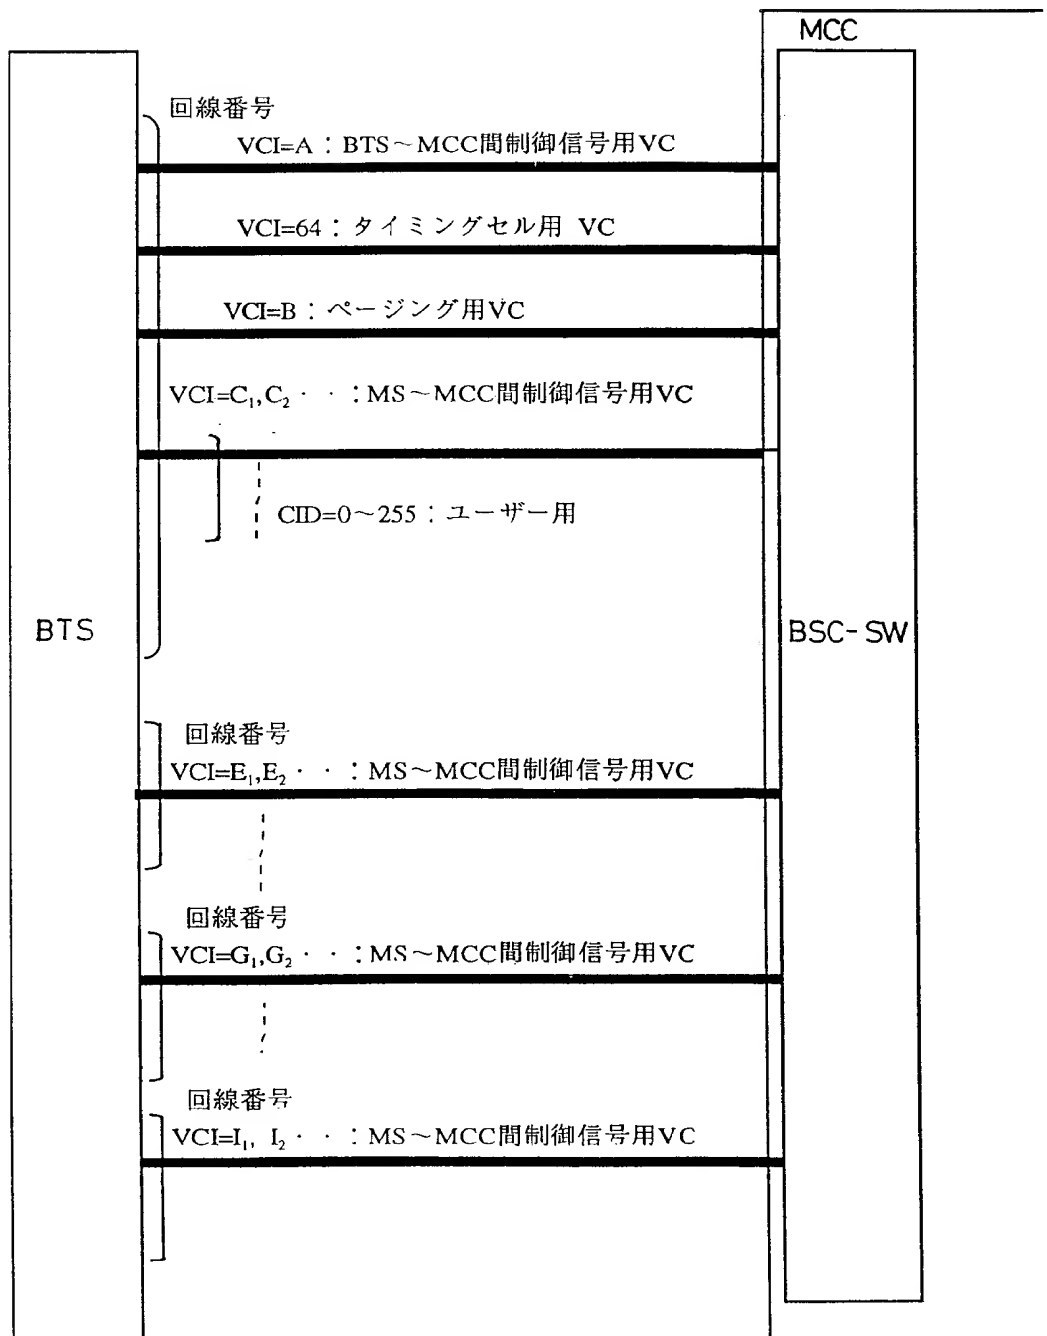 MCC
回線番号
VCI=A：BTS～MCC間制御信号用VC
VCI=64：タイミングセル用 VC
VCI=B：ページング用VC
VCI=C₁,C₂・・：MS～MCC間制御信号用VC
CID=0～255：ユーザー用
BTS
BSC-SW
回線番号
VCI=E₁,E₂・・：MS～MCC間制御信号用VC
回線番号
VCI=G₁,G₂・・：MS～MCC間制御信号用VC
回線番号
VCI=I₁, I₂・・：MS～MCC間制御信号用VC